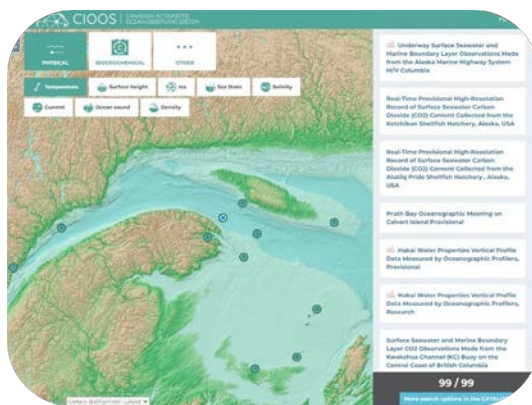 CIOOS
CANADIAN INTEGRATED
OCEAN OBSERVING SYSTEM
PHYSICAL
BIOGEOCHEMICAL
OTHER
Temperature
Surface height
Ice
Sea State
Salinity
Current
Ocean sound
Density
Underway Surface Seawater and
Marine Boundary Layer Observations Made
from the Alaska Marine Highway System
M/V Columbia
Real-Time Provisional High-Resolution
Record of Surface Seawater Carbon
Dioxide (CO2) Content Collected from the
Ketchikan Shellfish Hatchery, Alaska, USA
Real-Time Provisional High-Resolution
Record of Surface Seawater Carbon
Dioxide (CO2) Content Collected from the
Alutiiq Pride Shellfish Hatchery , Alaska,
USA
Pruth Bay Oceanographic Mooring on
Calvert Island Provisional
Hakai Water Properties Vertical Profile
Data Measured by Oceanographic Profilers,
Provisional
Hakai Water Properties Vertical Profile
Data Measured by Oceanographic Profilers,
Research
Surface Seawater and Marine Boundary
Layer CO2 Observations Made from the
Kwakshua Channel (KC) Buoy on the
Central Coast of British Columbia
99 / 99
More search options in the CATALO